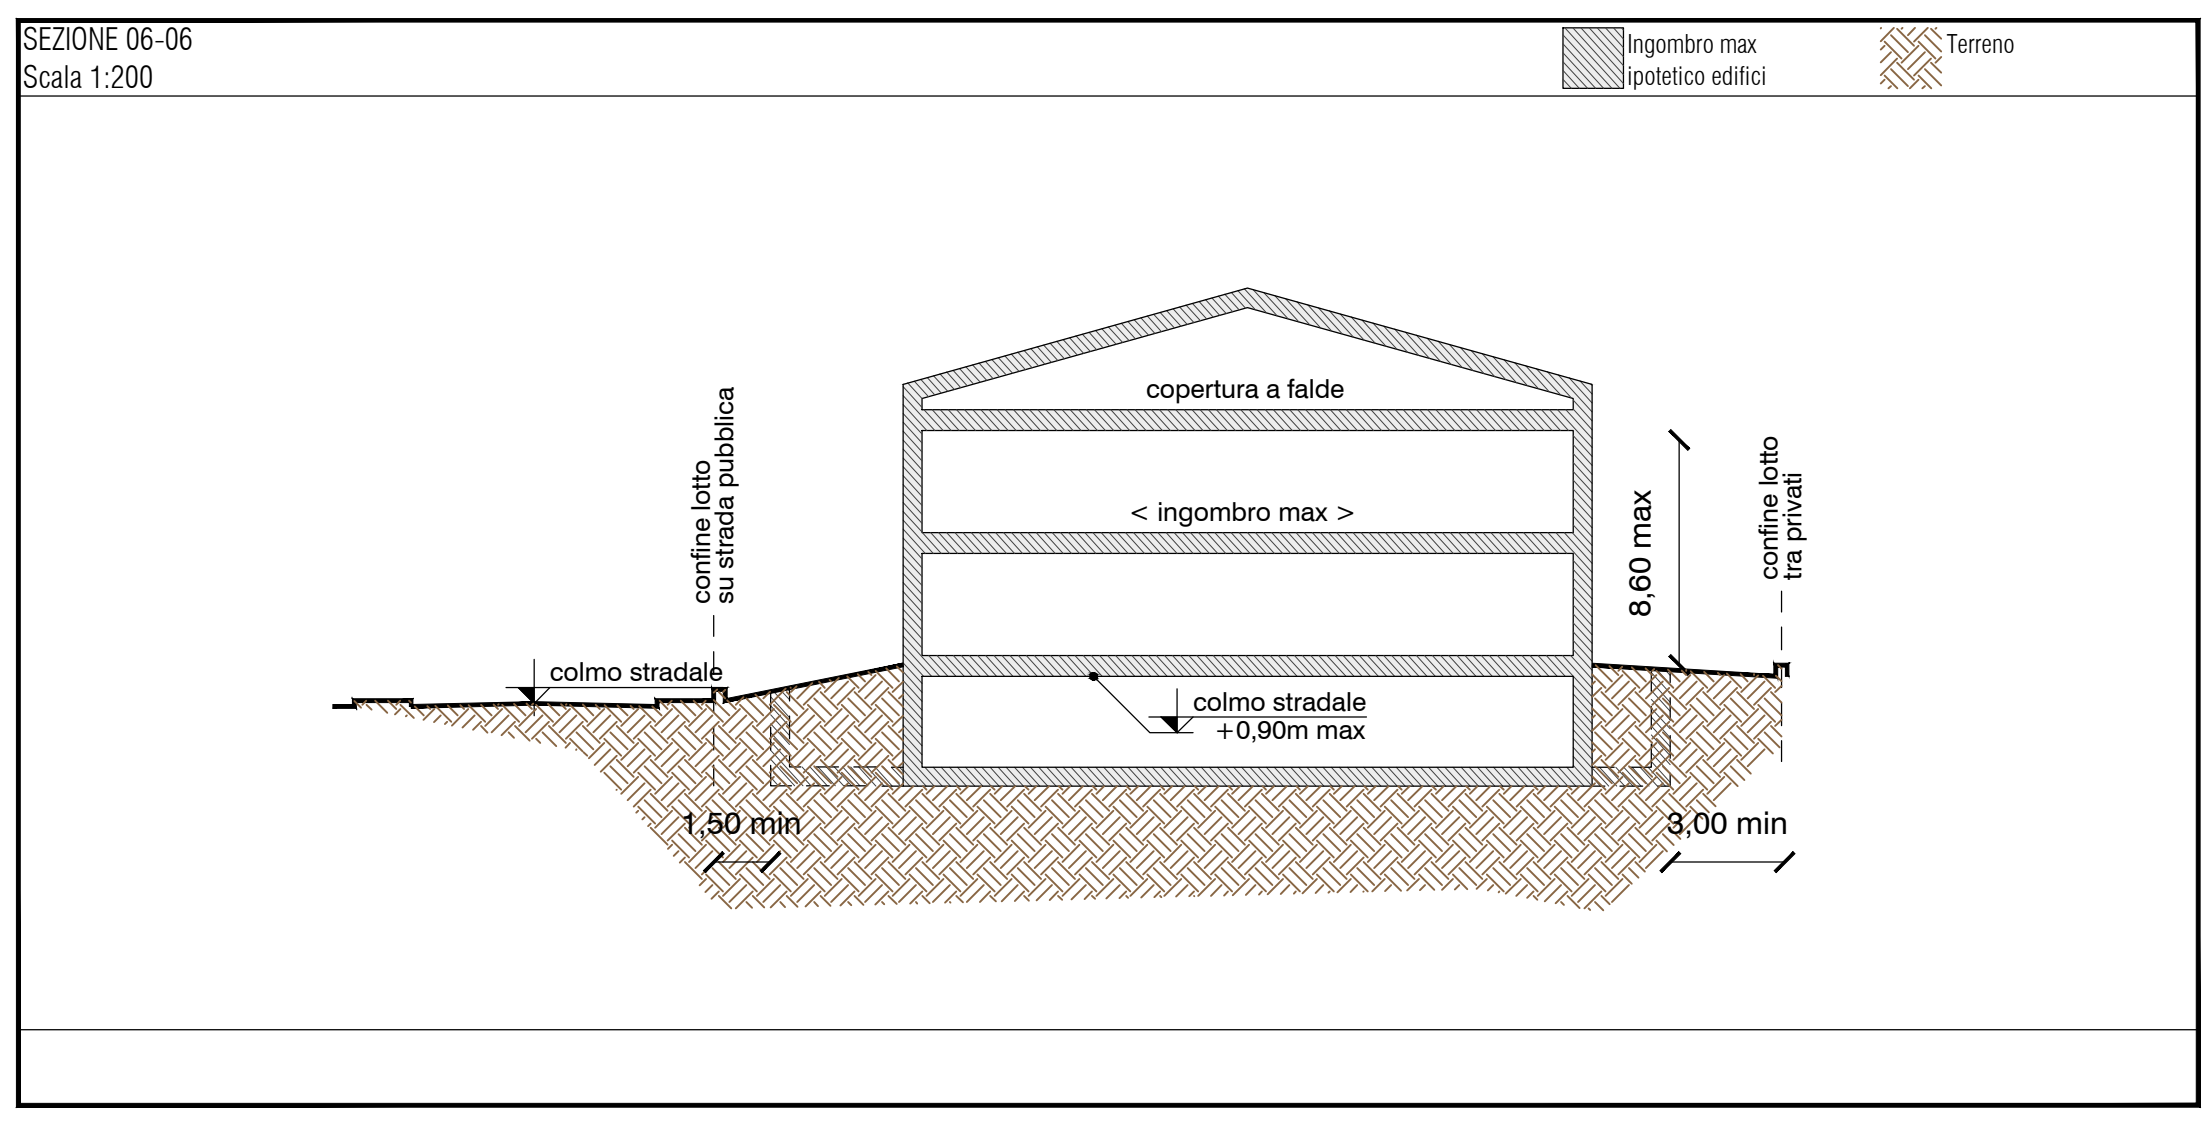 SEZIONE 06-06
Scala 1:200
Ingombro max
ipotetico edifici
Terreno
copertura a falde
< ingombro max >
confine lotto
su strada pubblica
8,60 max
confine lotto
tra privati
colmo stradale
colmo stradale
+0,90m max
1,50 min
3,00 min